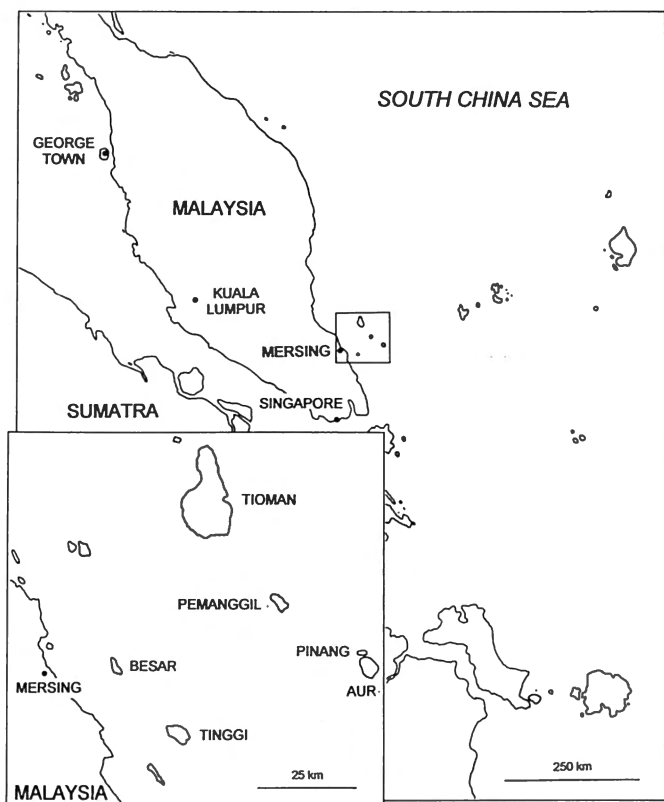 SOUTH CHINA SEA
GEORGE
TOWN
MALAYSIA
KUALA
LUMPUR
MERSING
SINGAPORE
SUMATRA
TIOMAN
PEMANGGIL
PINANG
BESAR
MERSING
AUR
TINGGI
25 km
250 km
MALAYSIA